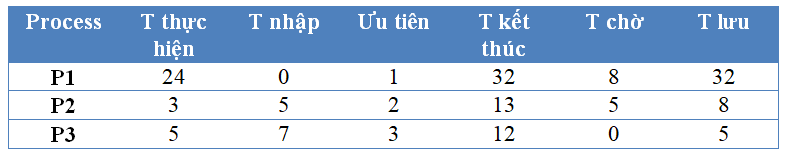 Process T thực hiện T nhập Ưu tiên T kết thúc T chờ T lưu
P1 24 0 1 32 8 32
P2 3 5 2 13 5 8
P3 5 7 3 12 0 5